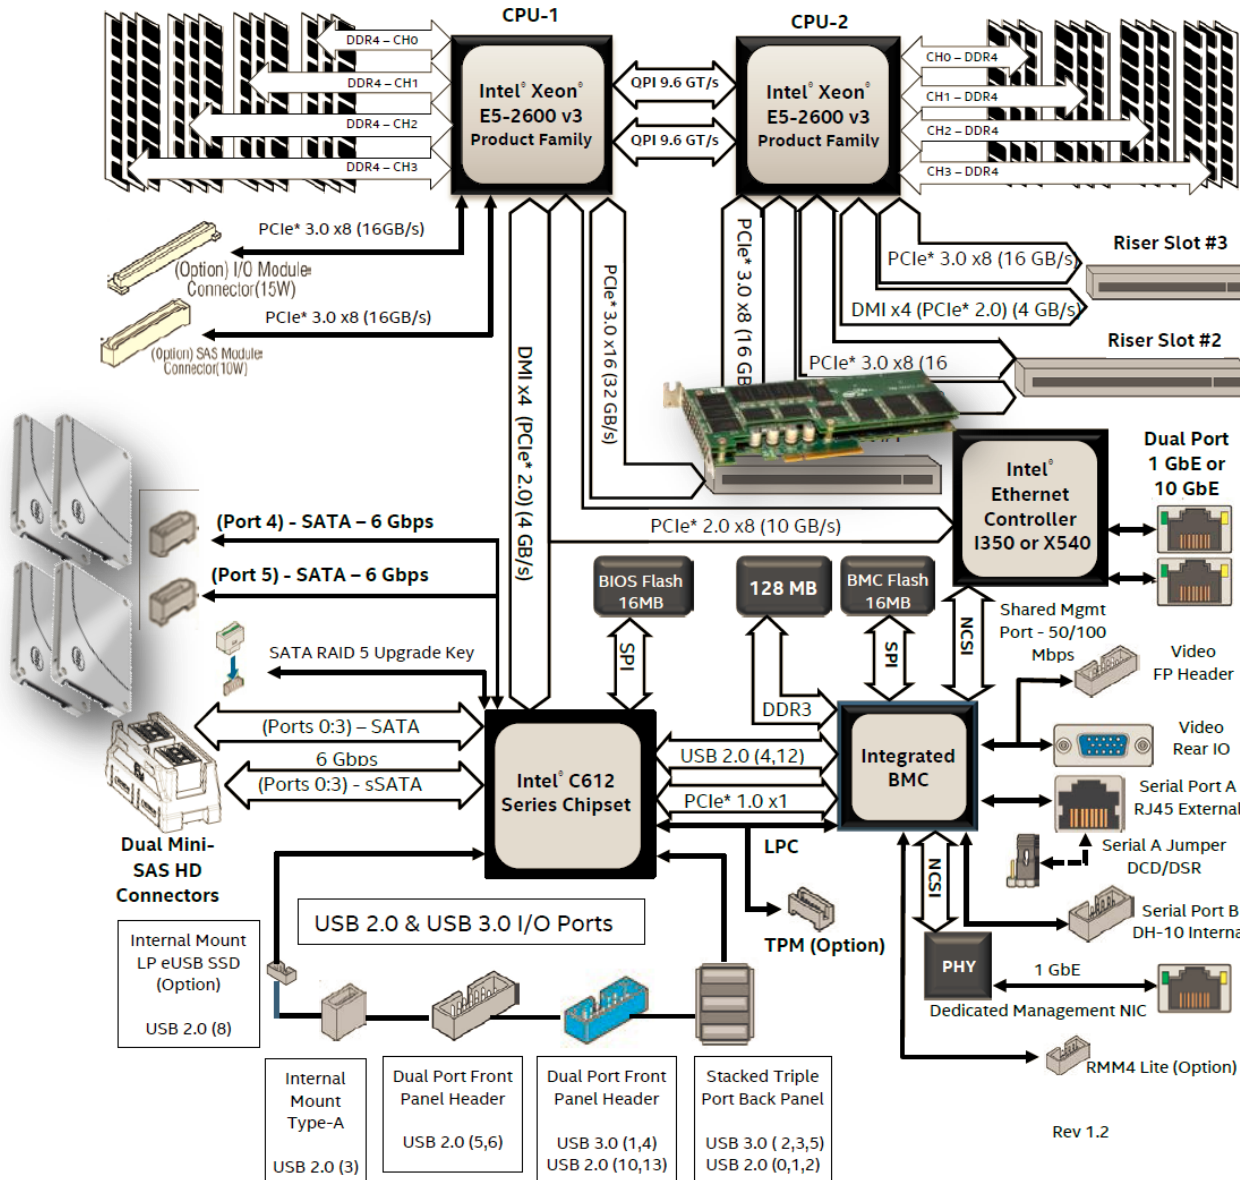 CPU-1
CPU-2
DDR4 – CH0
DDR4 – CH1
DDR4 – CH2
DDR4 – CH3
Intel® Xeon®
E5-2600 v3
Product Family
QPI 9.6 GT/s
QPI 9.6 GT/s
Intel® Xeon®
E5-2600 v3
Product Family
CH0 – DDR4
CH1 – DDR4
CH2 – DDR4
CH3 – DDR4
PCIe* 3.0 x8 (16GB/s)
(Option) I/O Module
Connector(15W)
PCIe* 3.0 x8 (16GB/s)
(Option) SAS Module
Connector(10W)
DMI x4 (PCIe* 2.0) (4 GB/s)
PCIe* 3.0 x16 (32 GB/s)
PCIe* 3.0 x8 (16 GB
PCIe* 3.0 x8 (16 GB/s)
Riser Slot #3
DMI x4 (PCIe* 2.0) (4 GB/s)
Riser Slot #2
PCIe* 3.0 x8 (16
PCIe* 2.0 x8 (10 GB/s)
Intel®
Ethernet
Controller
I350 or X540
Dual Port
1 GbE or
10 GbE
(Port 4) - SATA – 6 Gbps
(Port 5) - SATA – 6 Gbps
SATA RAID 5 Upgrade Key
(Ports 0:3) – SATA
6 Gbps
(Ports 0:3) - sSATA
Dual Mini-
SAS HD
Connectors
BIOS Flash
16MB
128 MB
BMC Flash
16MB
SPI
DDR3
SPI
NCSI
Shared Mgmt
Port - 50/100
Mbps
Video
FP Header
Video
Rear IO
Intel® C612
Series Chipset
USB 2.0 (4,12)
PCIe* 1.0 x1
LPC
Integrated
BMC
Serial Port A
RJ45 External
Serial A Jumper
DCD/DSR
Serial Port B
DH-10 Interna
NCSI
TPM (Option)
PHY
1 GbE
Dedicated Management NIC
RMM4 Lite (Option)
USB 2.0 & USB 3.0 I/O Ports
Internal Mount
LP eUSB SSD
(Option)
USB 2.0 (8)
Internal
Mount
Type-A
USB 2.0 (3)
Dual Port Front
Panel Header
USB 2.0 (5,6)
Dual Port Front
Panel Header
USB 3.0 (1,4)
USB 2.0 (10,13)
Stacked Triple
Port Back Panel
USB 3.0 ( 2,3,5)
USB 2.0 (0,1,2)
Rev 1.2